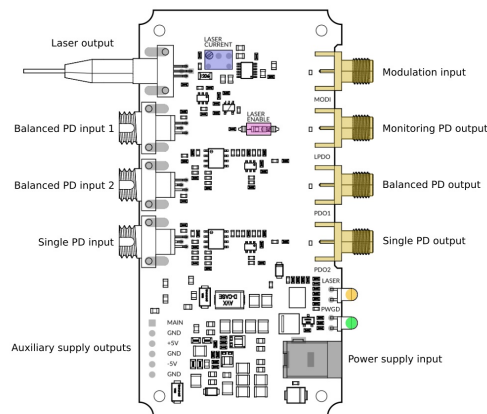 Laser output
LASER
CURRENT
Modulation input
MODI
Balanced PD input 1
LASER
ENABLE
Monitoring PD output
LPDO
Balanced PD input 2
Balanced PD output
PDO1
Single PD input
Single PD output
PDO2
LASER
AVX
D-CASE
PWGD
MAIN
GND
+5V
GND
-5V
GND
Auxiliary supply outputs
Power supply input